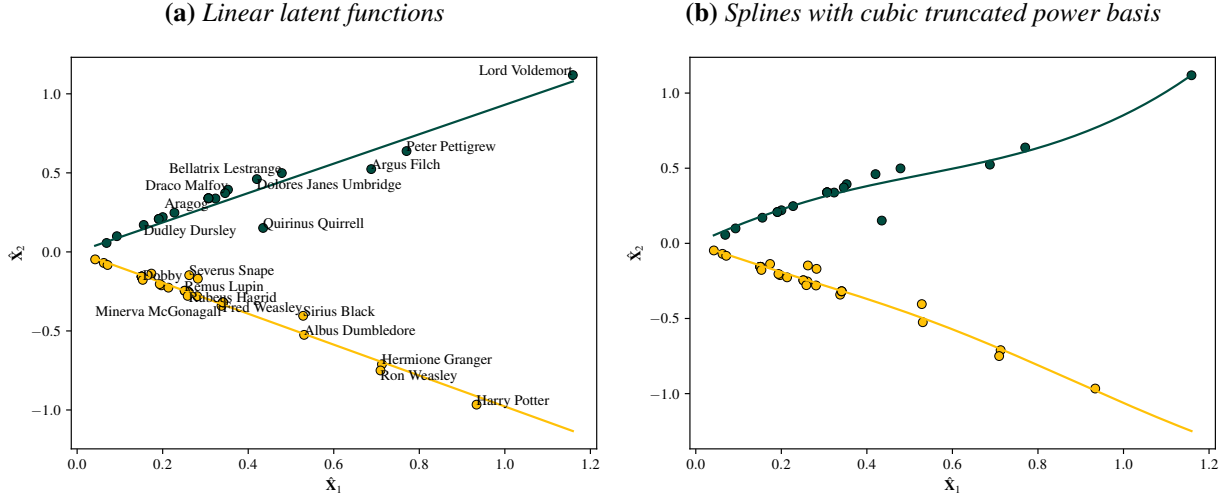 (a) Linear latent functions
1.0
0.5
0.0
−0.5
−1.0
X̂₂
0.0 0.2 0.4 0.6 0.8 1.0 1.2
X̂₁
Lord Voldemort
Peter Pettigrew
Argus Filch
Bellatrix Lestrange
Dolores Janes Umbridge
Draco Malfoy
Aragog
Quirinus Quirrell
Dudley Dursley
Severus Snape
Dobby
Remus Lupin
Rubeus Hagrid
Fred Weasley
Minerva McGonagall
Sirius Black
Albus Dumbledore
Hermione Granger
Ron Weasley
Harry Potter
(b) Splines with cubic truncated power basis
1.0
0.5
0.0
−0.5
−1.0
X̂₂
0.0 0.2 0.4 0.6 0.8 1.0 1.2
X̂₁